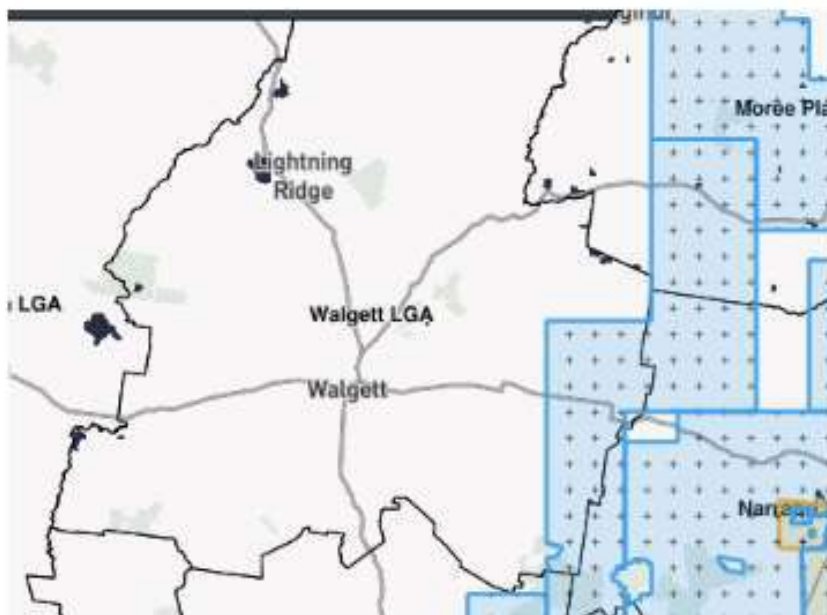 Moree Pla
Lightning
Ridge
LGA
Walgett LGA
Walgett